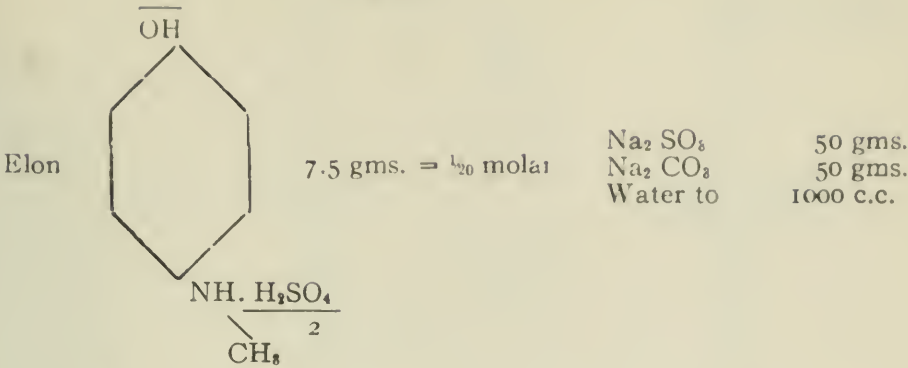 OH
Elon 7.5 gms. = 1/20 molar Na₂ SO₃ 50 gms.
Na₂ CO₃ 50 gms.
Water to 1000 c.c.
NH. H₂SO₄
2
CH₃